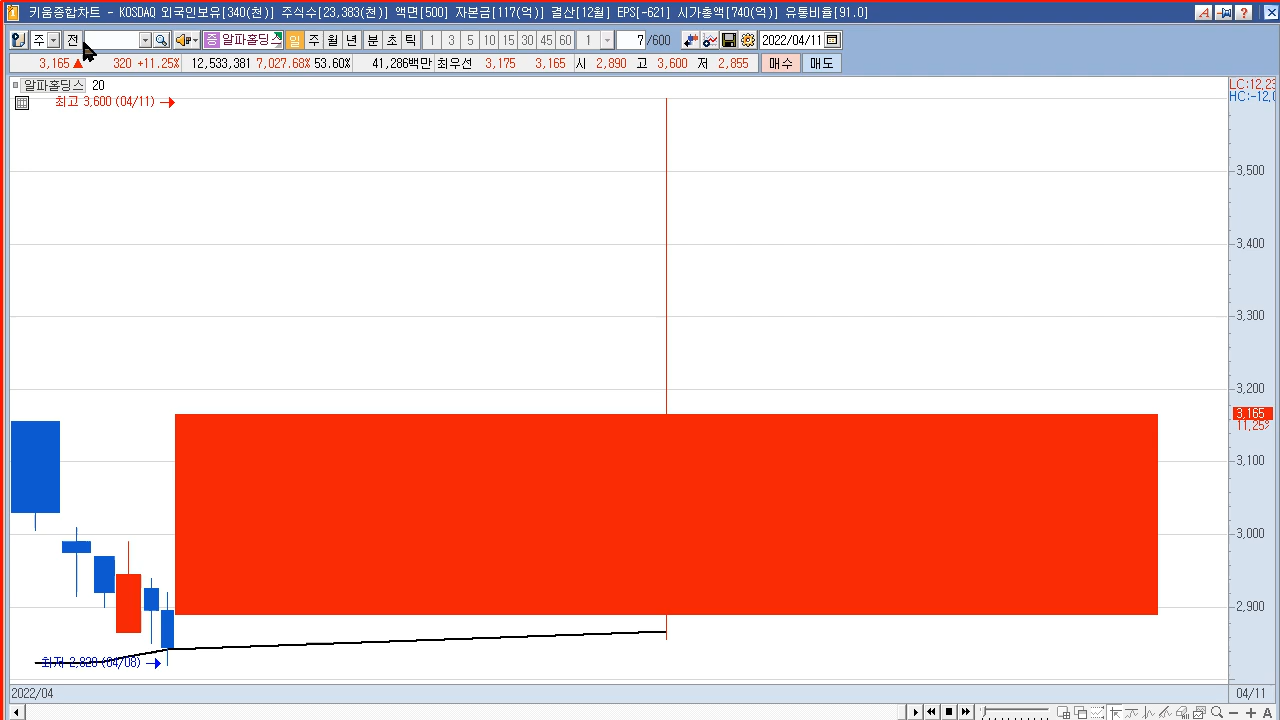 키움종합차트 - KOSDAQ 외국인보유[340(천)] 주식수[23,383(천)] 액면[500] 자본금[117(억)] 결산[12월] EPS[-621] 시가총액[740(억)] 유통비율[91.0]
주 전 증 알파홀딩스 일 주 월 년 분 초 틱 1 3 5 10 15 30 45 60 1 7 /600 2022/04/11
3,165 ▲ 320 +11.25% 12,533,381 7,027.68% 53.60% 41,286백만 최우선 3,175 3,165 시 2,890 고 3,600 저 2,855 매수 매도
알파홀딩스 20
LC:12,23
HC:-12,0
최고 3,600 (04/11) →
3,500
3,400
3,300
3,200
3,165
11.25%
3,100
3,000
2,900
최저 2,820 (04/08) →
2022/04
04/11
A